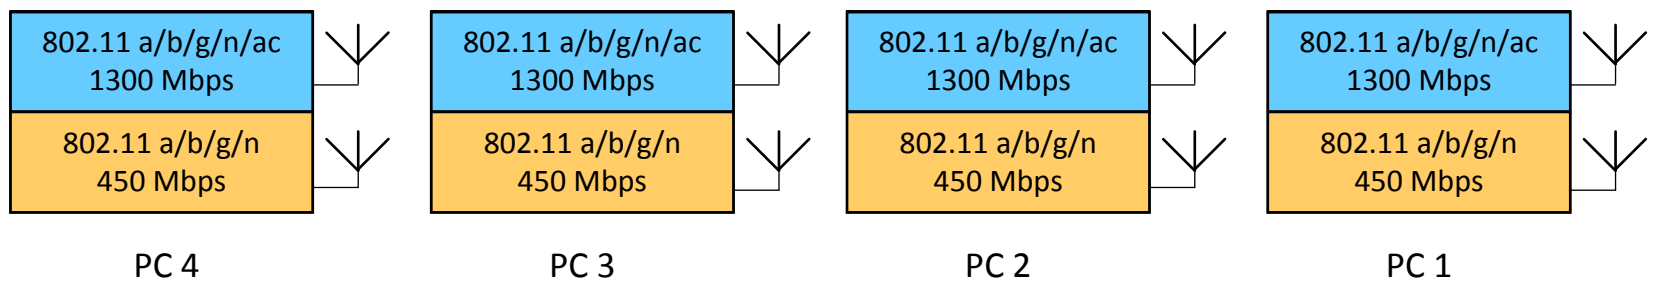 802.11 a/b/g/n/ac
1300 Mbps
802.11 a/b/g/n
450 Mbps
PC 4
802.11 a/b/g/n/ac
1300 Mbps
802.11 a/b/g/n
450 Mbps
PC 3
802.11 a/b/g/n/ac
1300 Mbps
802.11 a/b/g/n
450 Mbps
PC 2
802.11 a/b/g/n/ac
1300 Mbps
802.11 a/b/g/n
450 Mbps
PC 1